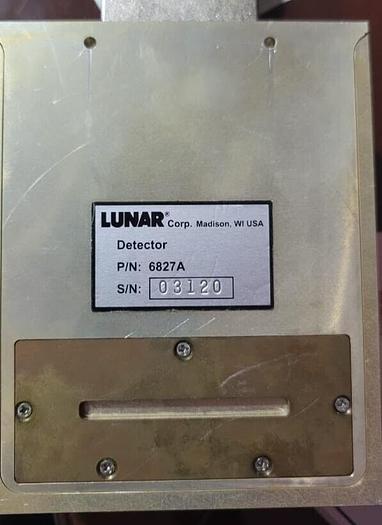 LUNAR® Corp. Madison, WI USA
Detector
P/N: 6827A
S/N: 03120